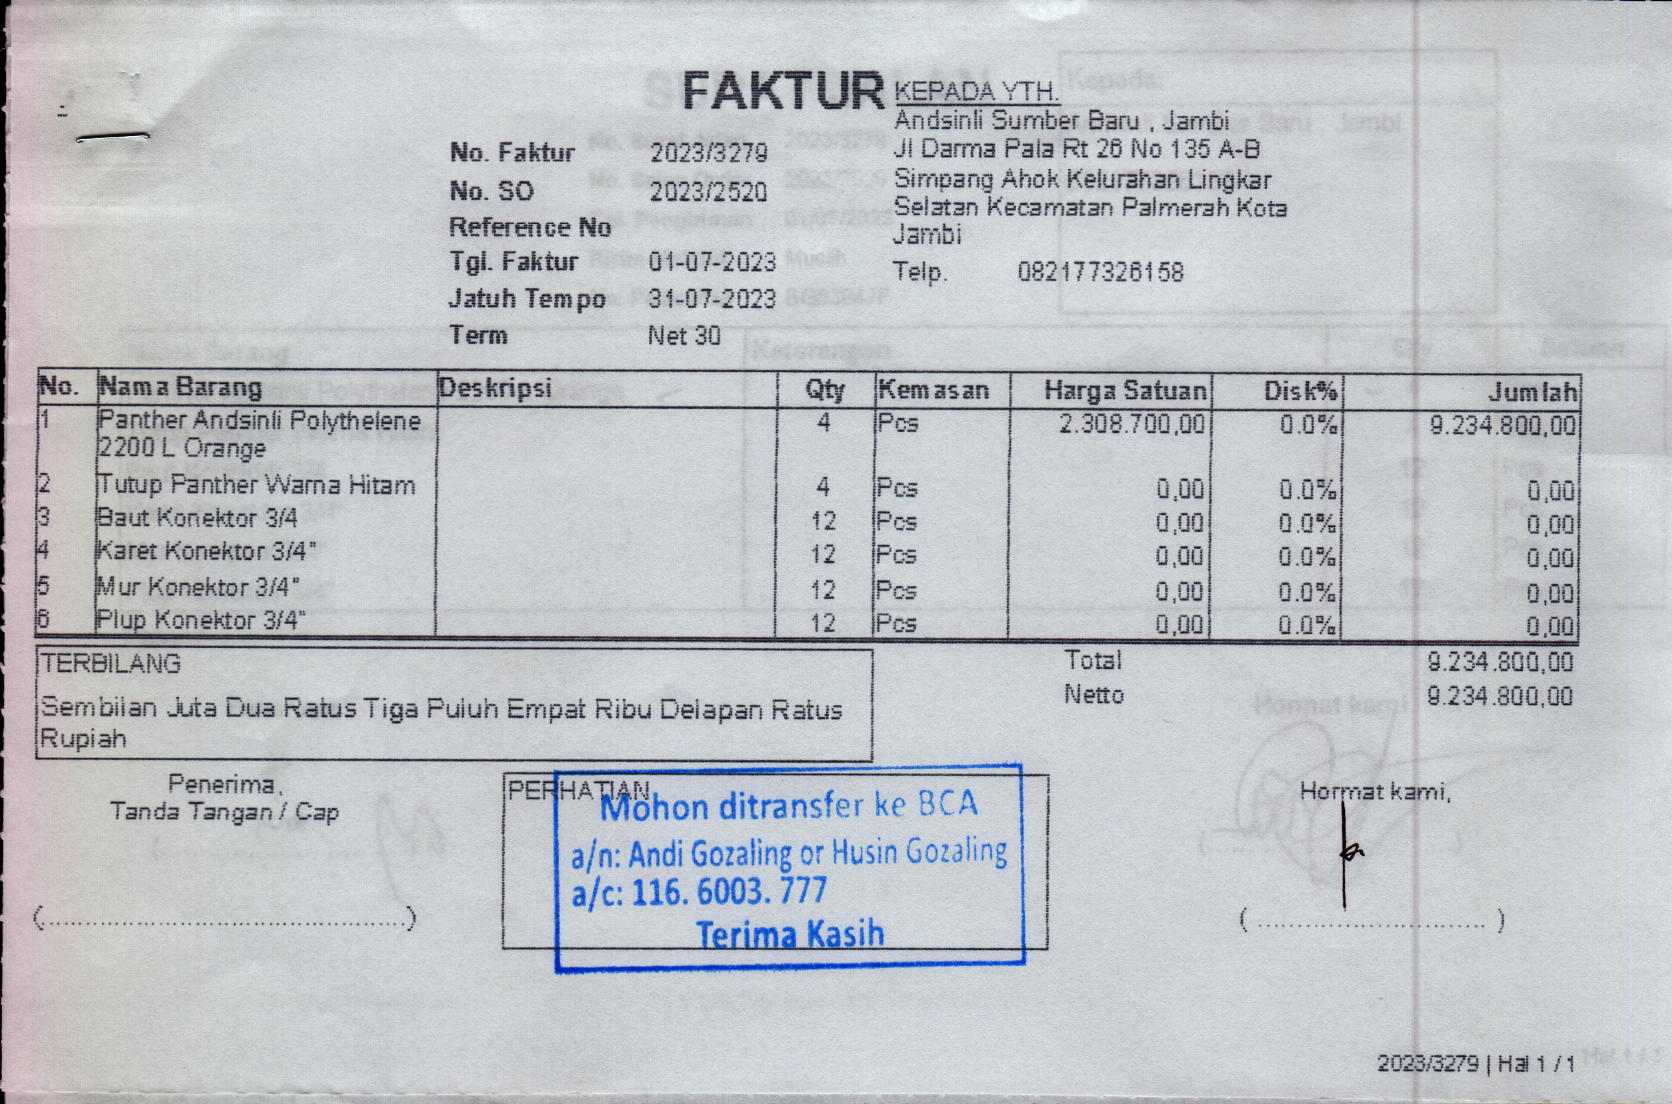 FAKTUR
No. Faktur 2023/3279
No. SO 2023/2520
Reference No
Tgl. Faktur 01-07-2023
Jatuh Tempo 31-07-2023
Term Net 30
KEPADA YTH.
Andsinli Sumber Baru , Jambi
Jl Darma Pala Rt 26 No 135 A-B
Simpang Ahok Kelurahan Lingkar
Selatan Kecamatan Palmerah Kota
Jambi
Telp. 082177326158
No. Nama Barang Deskripsi Qty Kemasan Harga Satuan Disk% Jumlah
1 Panther Andsinli Polythelene 4 Pcs 2.308.700,00 0.0% 9.234.800,00
2200 L Orange
2 Tutup Panther Warna Hitam 4 Pcs 0,00 0.0% 0,00
3 Baut Konektor 3/4 12 Pcs 0,00 0.0% 0,00
4 Karet Konektor 3/4" 12 Pcs 0,00 0.0% 0,00
5 Mur Konektor 3/4" 12 Pcs 0,00 0.0% 0,00
6 Plup Konektor 3/4" 12 Pcs 0,00 0.0% 0,00
TERBILANG
Sembilan Juta Dua Ratus Tiga Puluh Empat Ribu Delapan Ratus
Rupiah
Total 9.234.800,00
Netto 9.234.800,00
Penerima,
Tanda Tangan / Cap
(............................................)
PERHATIAN
Mohon ditransfer ke BCA
a/n: Andi Gozaling or Husin Gozaling
a/c: 116. 6003. 777
Terima Kasih
Hormat kami,
(............................)
2023/3279 | Hal 1 / 1